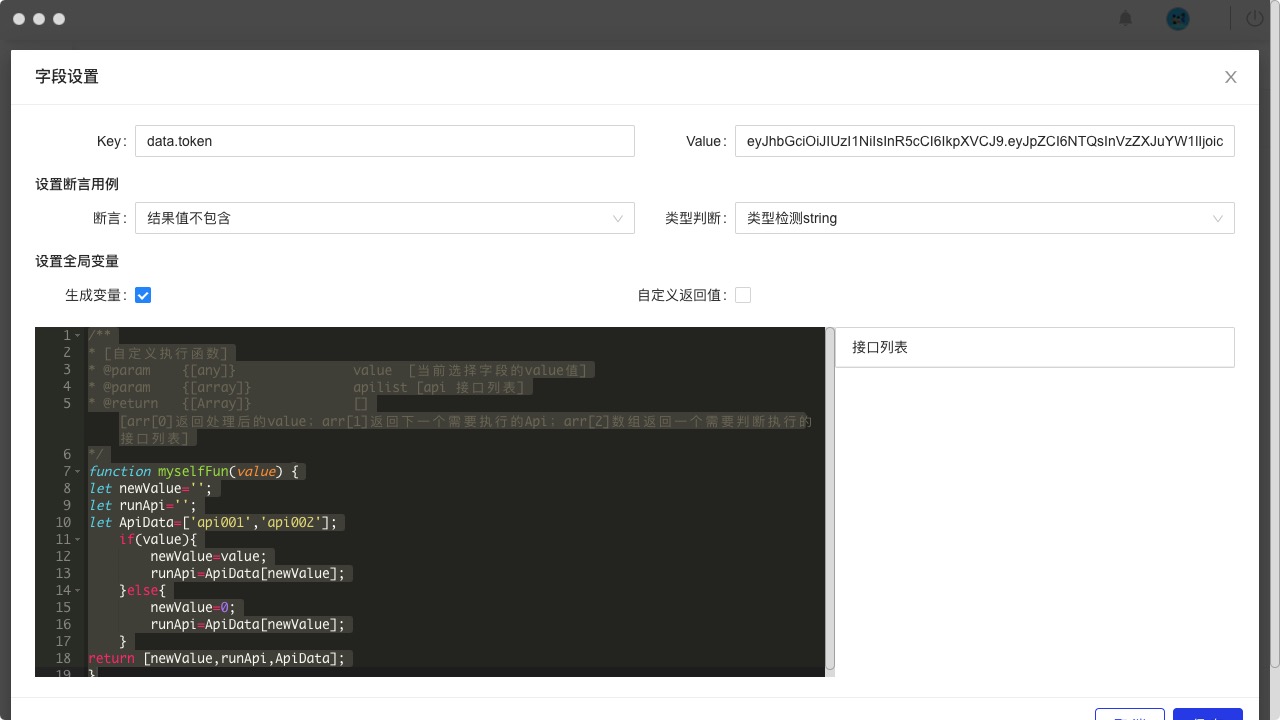 字段设置
Key: data.token
Value: eyJhbGciOiJIUzI1NiIsInR5cCI6IkpXVCJ9.eyJpZCI6NTQsInVzZXJuYW1lIjoic
设置断言用例
断言: 结果值不包含
类型判断: 类型检测string
设置全局变量
生成变量:
自定义返回值:
1 /**
2 * [自定义执行函数]
3 * @param    {[any]}               value  [当前选择字段的value值]
4 * @param    {[array]}             apilist [api 接口列表]
5 * @return   {[Array]}             []
[arr[0]返回处理后的value; arr[1]返回下一个需要执行的Api; arr[2]数组返回一个需要判断执行的
接口列表]
6 */
7 function myselfFun(value) {
8 let newValue='';
9 let runApi='';
10 let ApiData=['api001','api002'];
11     if(value){
12         newValue=value;
13         runApi=ApiData[newValue];
14     }else{
15         newValue=0;
16         runApi=ApiData[newValue];
17     }
18 return [newValue,runApi,ApiData];
19 }
接口列表